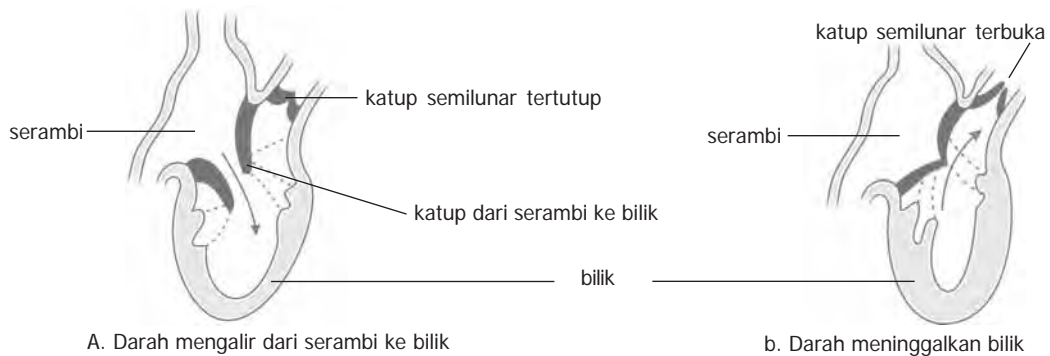 katup semilunar terbuka
katup semilunar tertutup
serambi
serambi
katup dari serambi ke bilik
bilik
A. Darah mengalir dari serambi ke bilik
b. Darah meninggalkan bilik